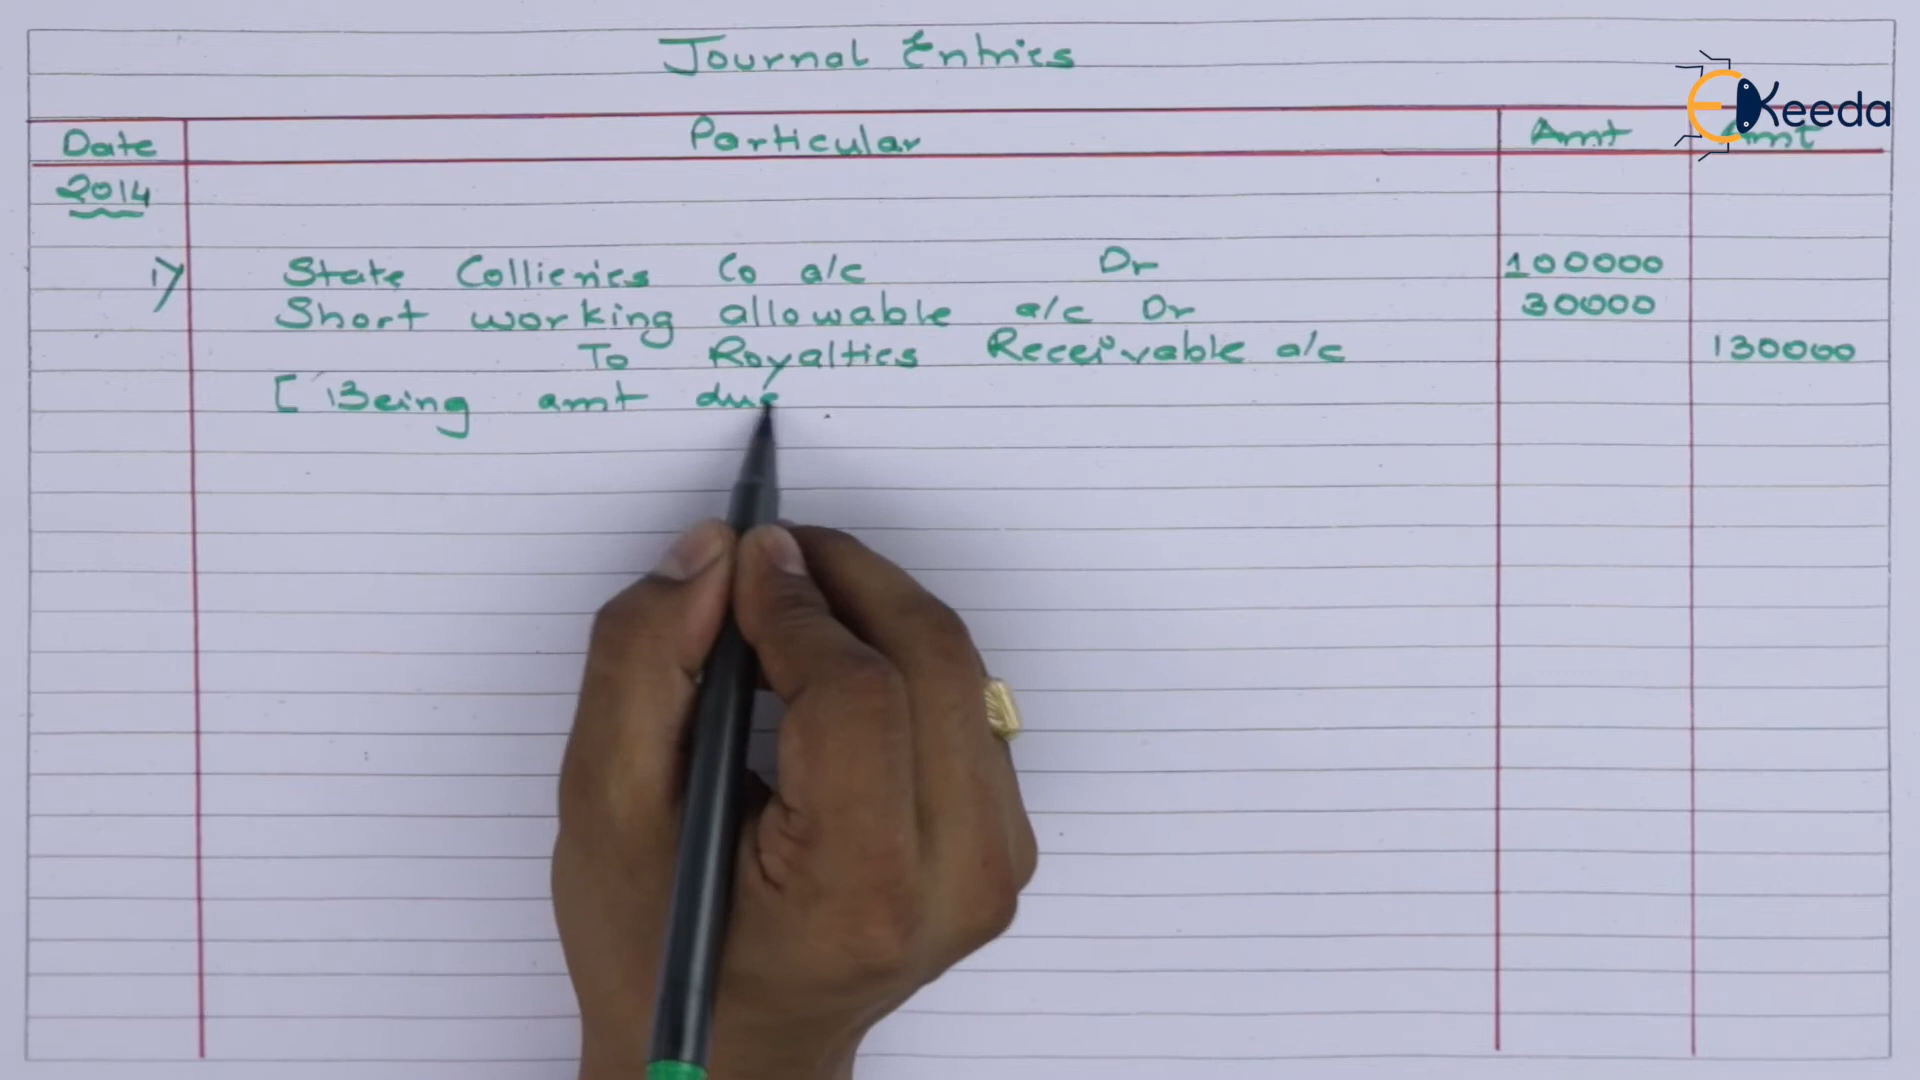 Journal Entries
EKeeda
Date Particular Amt Amt
2014
1) State Collieries Co a/c Dr 100000
Short working allowable a/c Dr 30000
To Royalties Receivable a/c 130000
[Being amt due